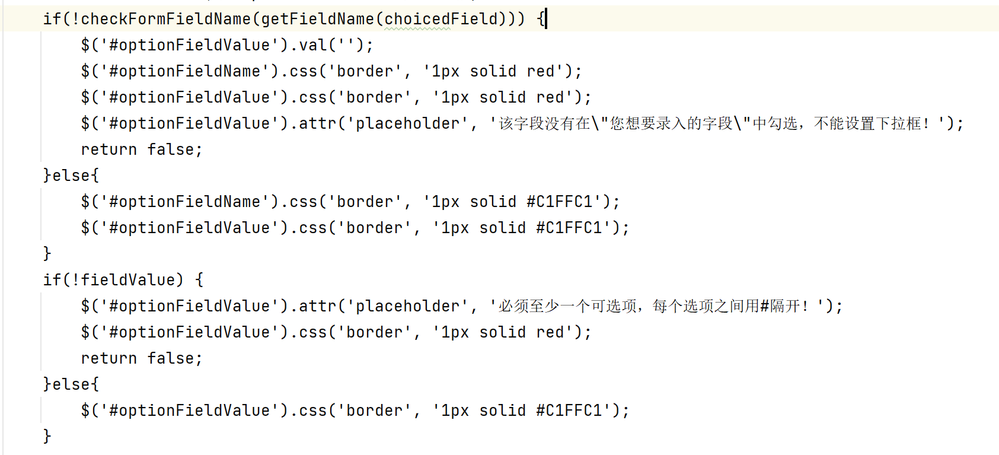 if(!checkFormFieldName(getFieldName(choicedField))) {
$('#optionFieldValue').val('');
$('#optionFieldName').css('border', '1px solid red');
$('#optionFieldValue').css('border', '1px solid red');
$('#optionFieldValue').attr('placeholder', '该字段没有在\"您想要录入的字段\"中勾选，不能设置下拉框！');
return false;
}else{
$('#optionFieldName').css('border', '1px solid #C1FFC1');
$('#optionFieldValue').css('border', '1px solid #C1FFC1');
}
if(!fieldValue) {
$('#optionFieldValue').attr('placeholder', '必须至少一个可选项，每个选项之间用#隔开！');
$('#optionFieldValue').css('border', '1px solid red');
return false;
}else{
$('#optionFieldValue').css('border', '1px solid #C1FFC1');
}